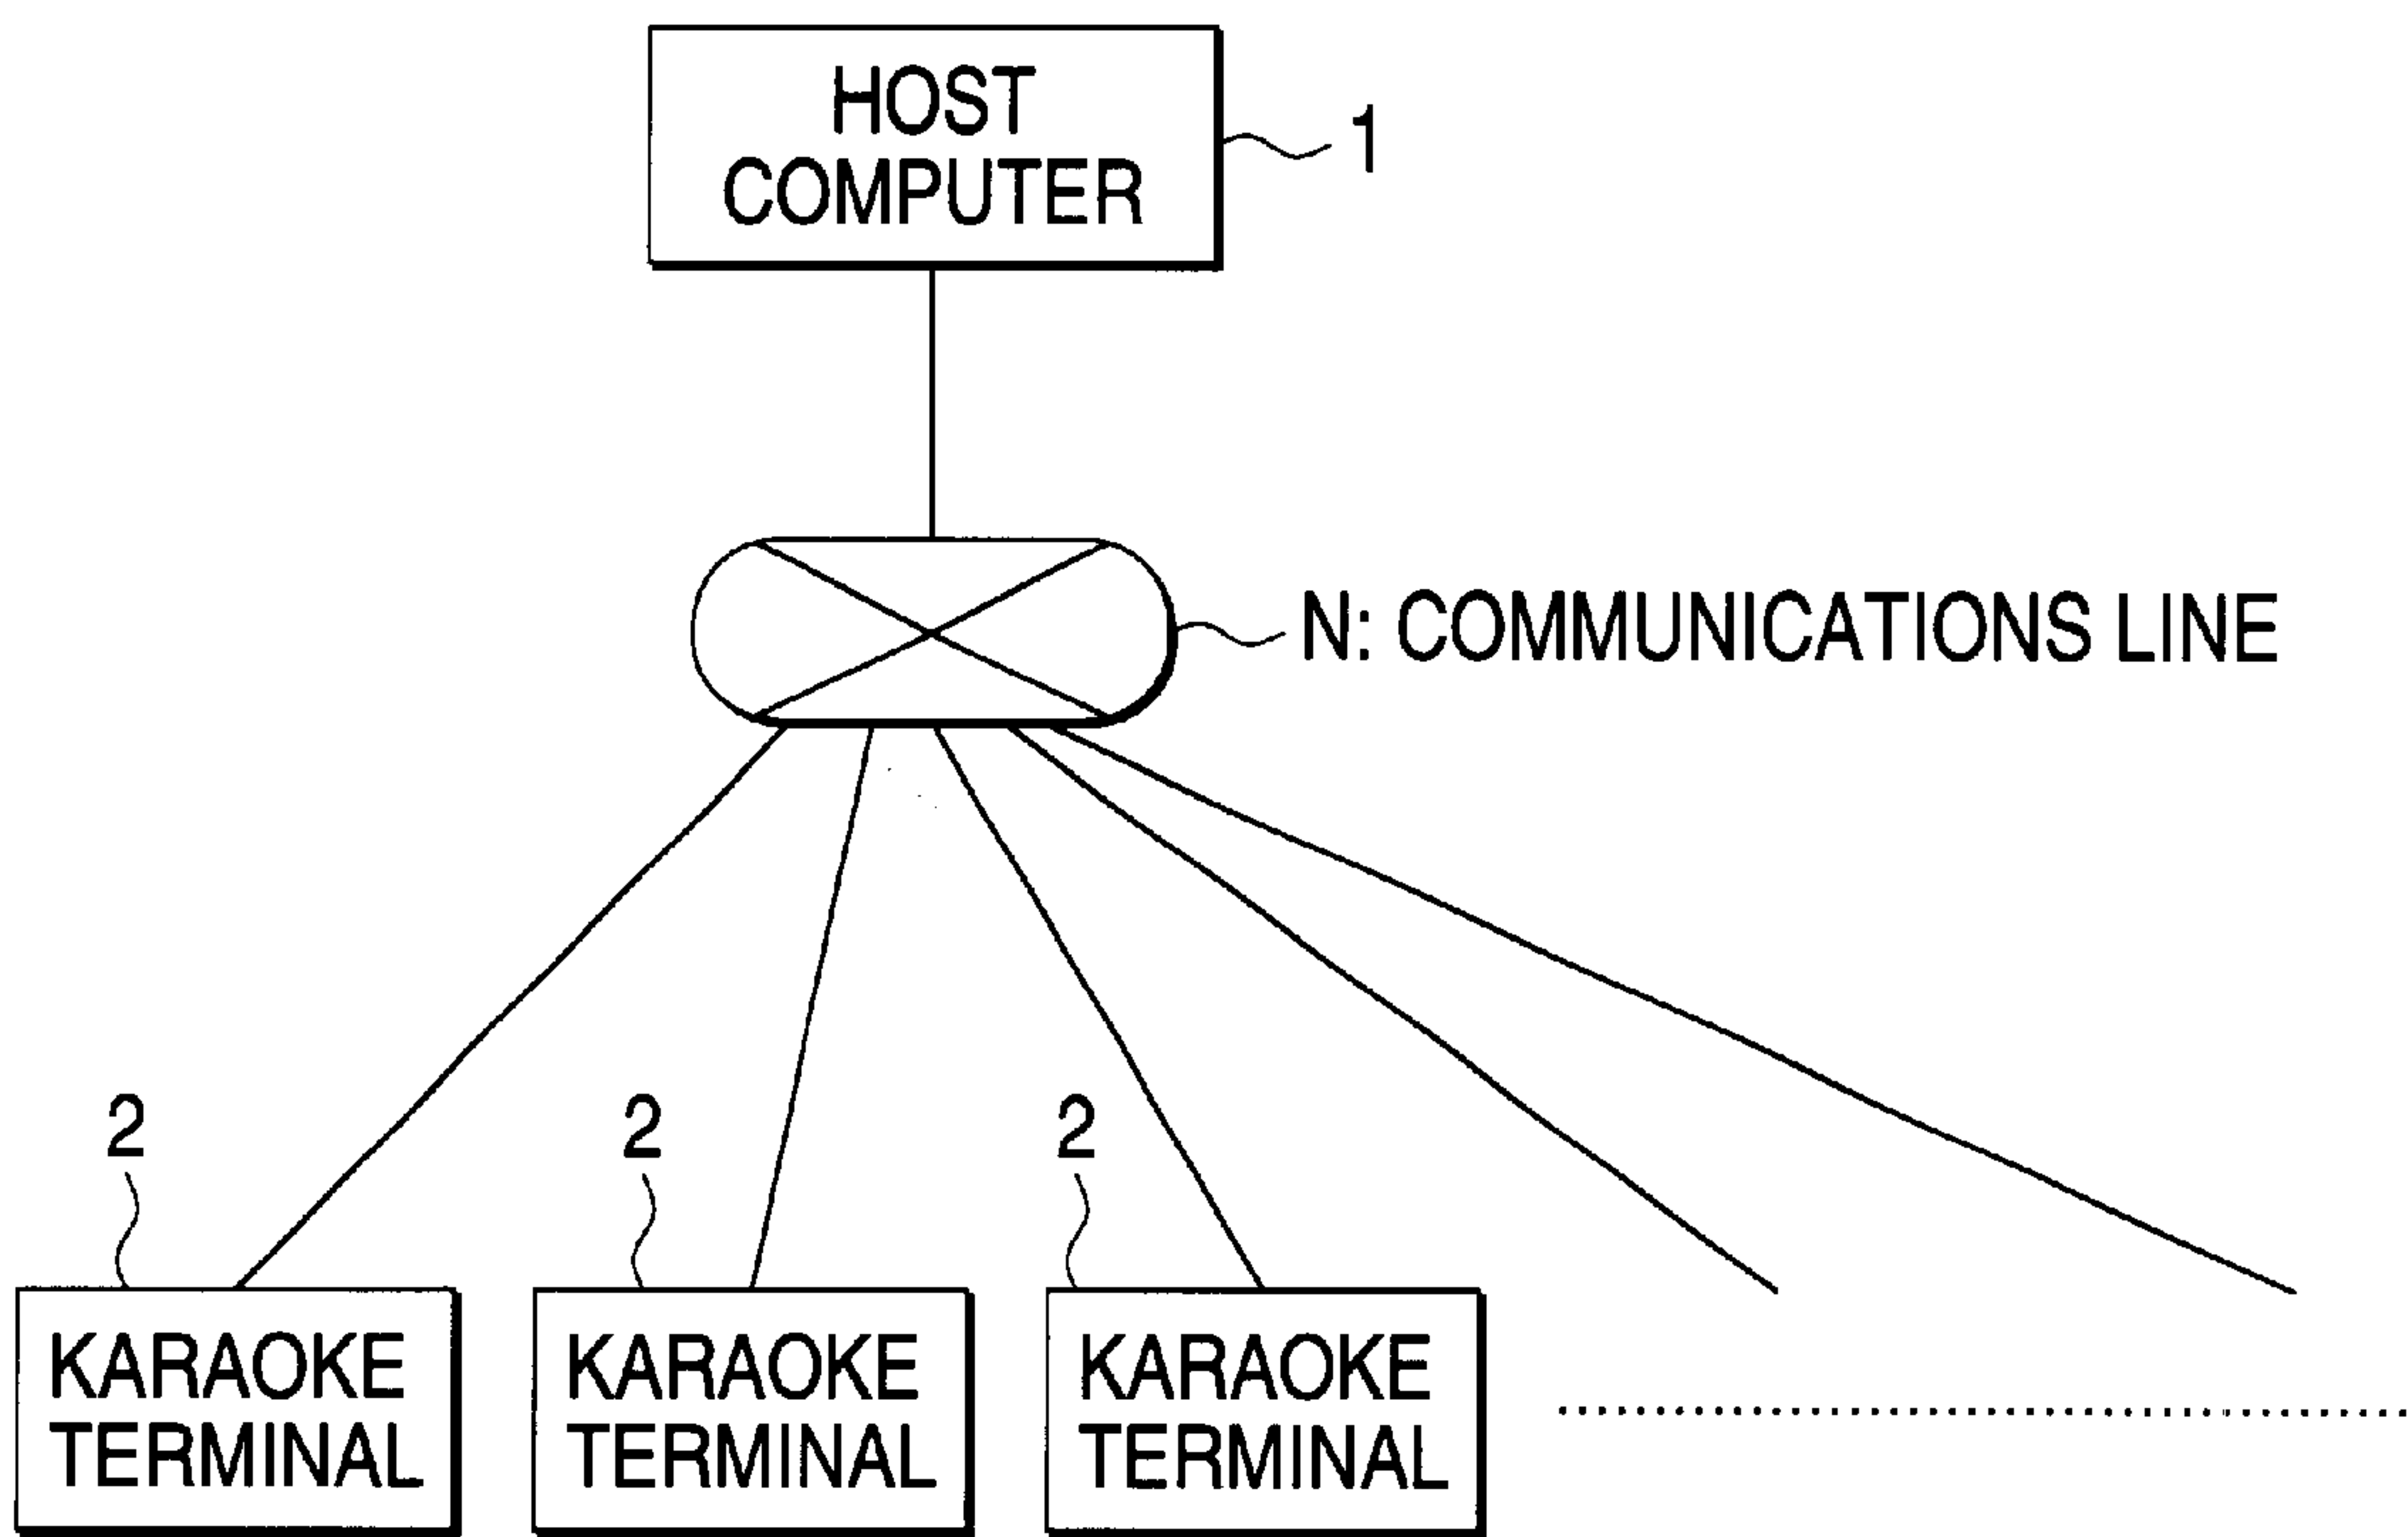 HOST
COMPUTER
1
N: COMMUNICATIONS LINE
2
2
2
KARAOKE
TERMINAL
KARAOKE
TERMINAL
KARAOKE
TERMINAL